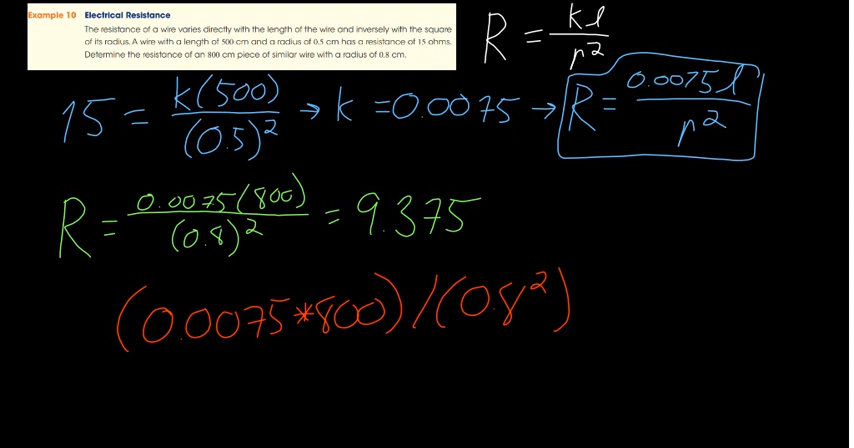 Example 10 Electrical Resistance
The resistance of a wire varies directly with the length of the wire and inversely with the square
of its radius. A wire with a length of 500 cm and a radius of 0.5 cm has a resistance of 15 ohms.
Determine the resistance of an 800 cm piece of similar wire with a radius of 0.8 cm.
R = kl / r²
15 = k(500) / (0.5)² → k = 0.0075 → R = 0.0075l / r²
R = 0.0075(800) / (0.8)² = 9.375
(0.0075*800)/(0.8²)